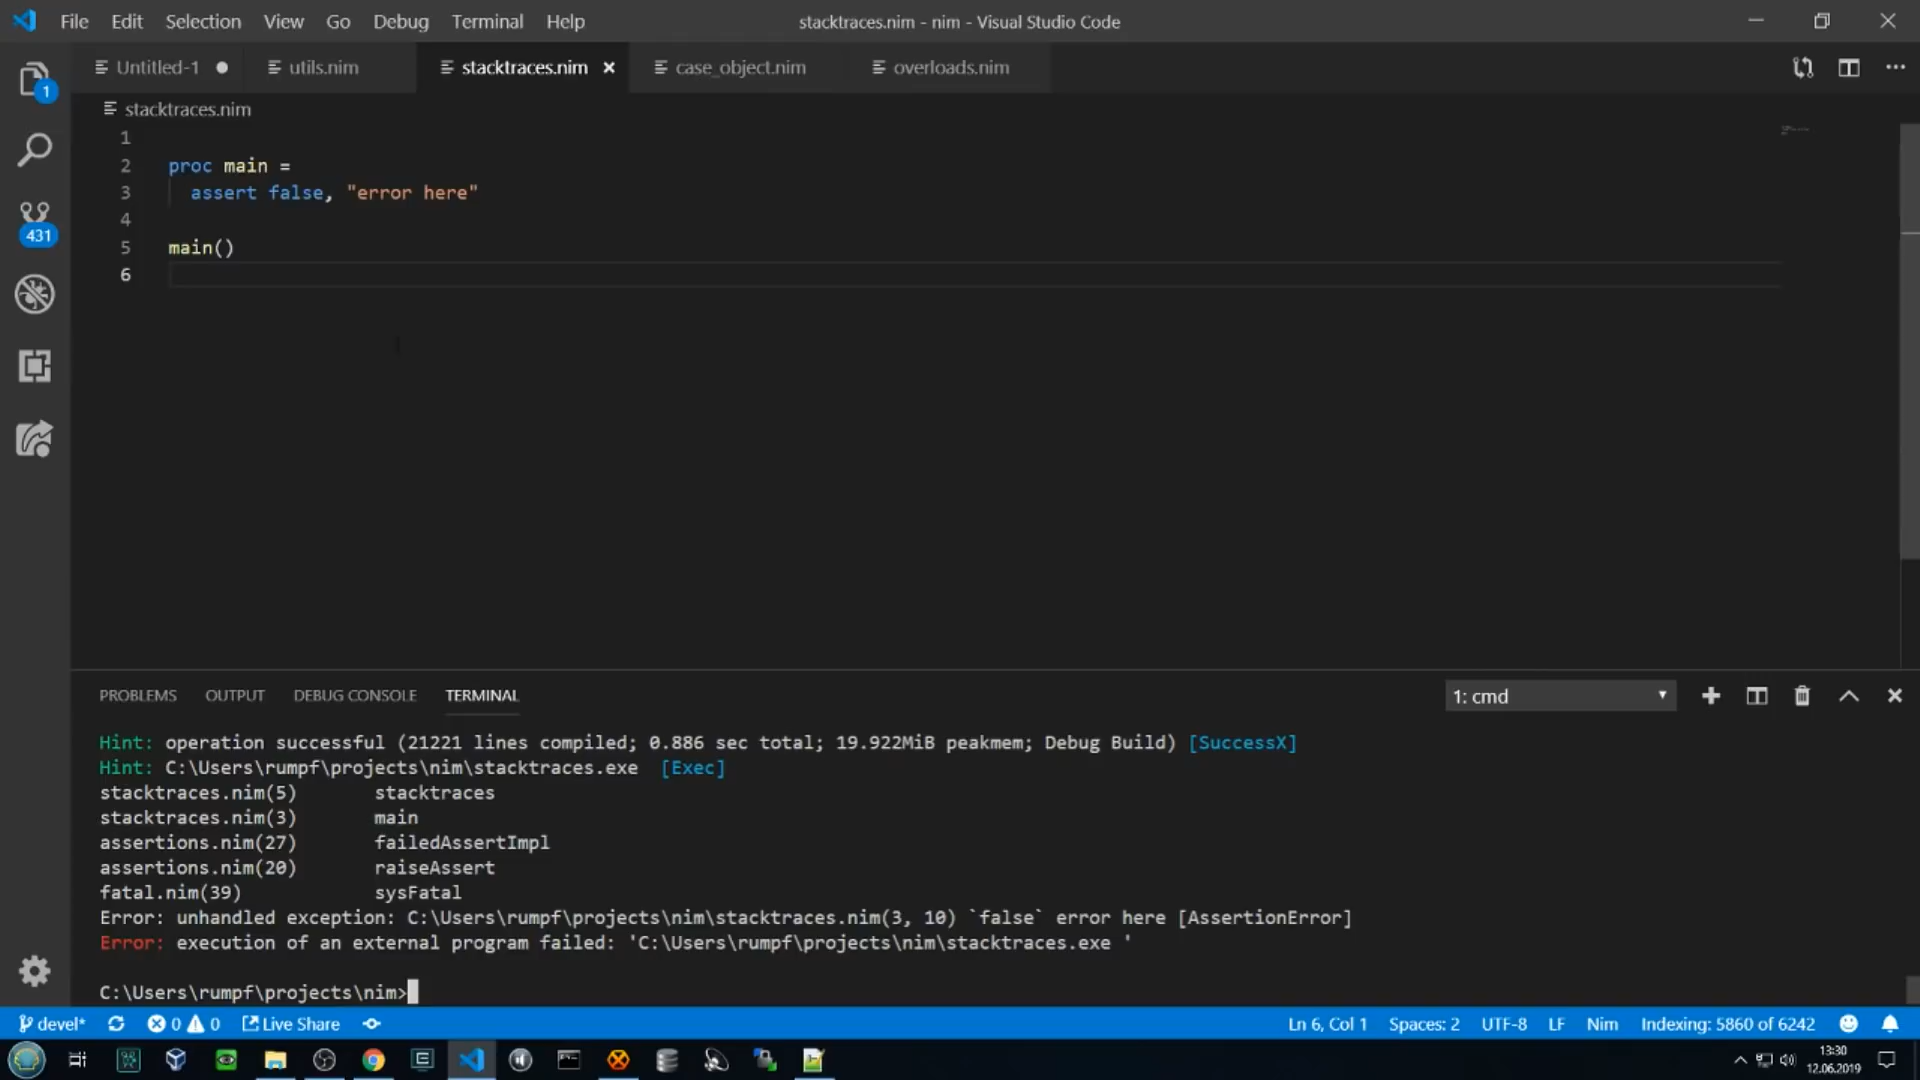 File Edit Selection View Go Debug Terminal Help
stacktraces.nim - nim - Visual Studio Code
Untitled-1 utils.nim stacktraces.nim case_object.nim overloads.nim
1
stacktraces.nim
1
2 proc main =
3 assert false, "error here"
4
431
5 main()
6
PROBLEMS OUTPUT DEBUG CONSOLE TERMINAL 1: cmd
Hint: operation successful (21221 lines compiled; 0.886 sec total; 19.922MiB peakmem; Debug Build) [SuccessX]
Hint: C:\Users\rumpf\projects\nim\stacktraces.exe [Exec]
stacktraces.nim(5) stacktraces
stacktraces.nim(3) main
assertions.nim(27) failedAssertImpl
assertions.nim(20) raiseAssert
fatal.nim(39) sysFatal
Error: unhandled exception: C:\Users\rumpf\projects\nim\stacktraces.nim(3, 10) `false` error here [AssertionError]
Error: execution of an external program failed: 'C:\Users\rumpf\projects\nim\stacktraces.exe '
C:\Users\rumpf\projects\nim>
devel* 0 0 Live Share Ln 6, Col 1 Spaces: 2 UTF-8 LF Nim Indexing: 5860 of 6242
13:30
12.06.2019